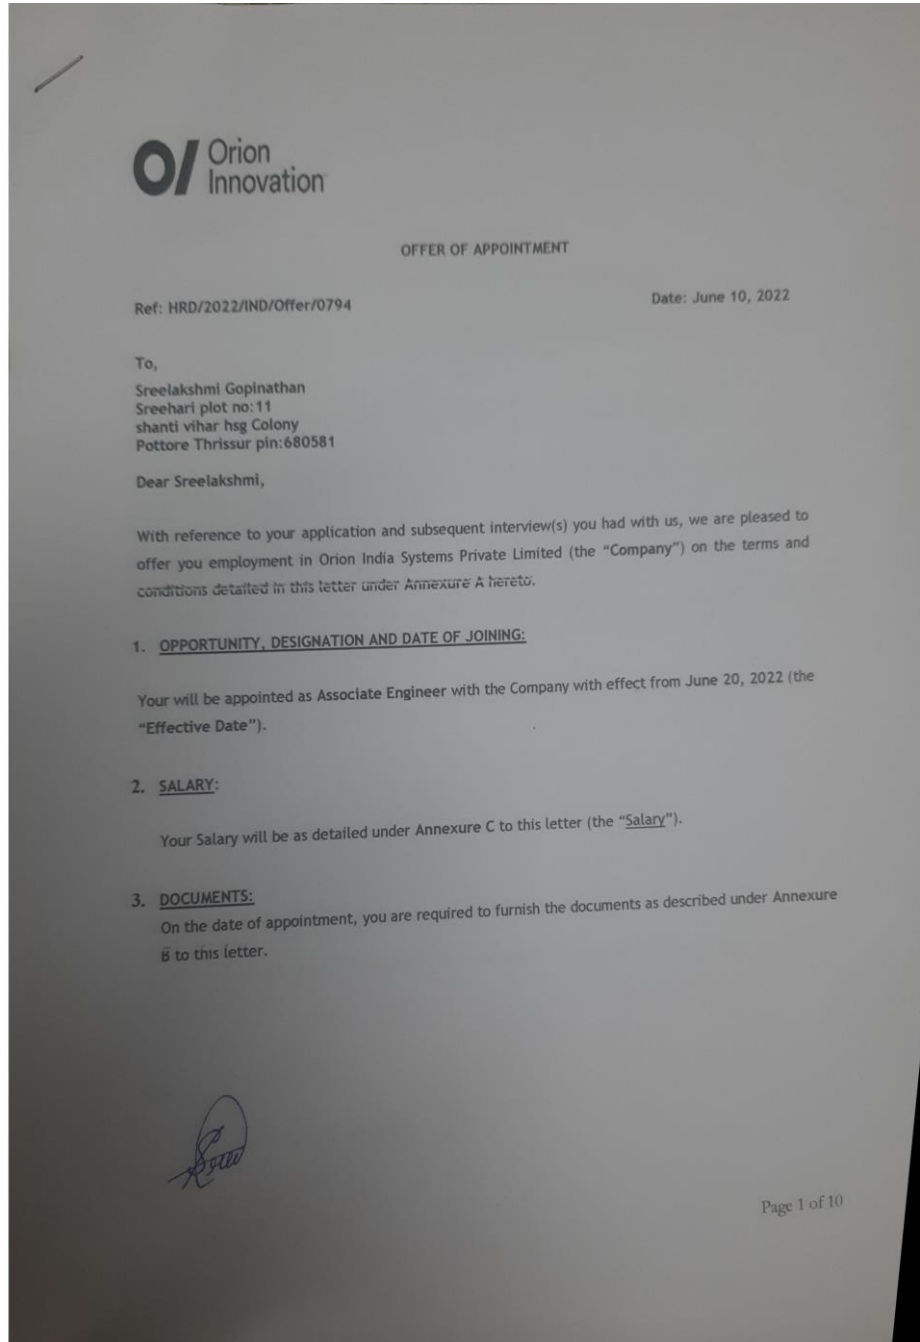 OI Orion
Innovation
OFFER OF APPOINTMENT
Ref: HRD/2022/IND/Offer/0794
Date: June 10, 2022
To,
Sreelakshmi Gopinathan
Sreehari plot no:11
shanti vihar hsg Colony
Pottore Thrissur pin:680581
Dear Sreelakshmi,
With reference to your application and subsequent interview(s) you had with us, we are pleased to
offer you employment in Orion India Systems Private Limited (the “Company”) on the terms and
conditions detailed in this letter under Annexure A hereto.
1. OPPORTUNITY, DESIGNATION AND DATE OF JOINING:
Your will be appointed as Associate Engineer with the Company with effect from June 20, 2022 (the
“Effective Date”).
2. SALARY:
Your Salary will be as detailed under Annexure C to this letter (the “Salary”).
3. DOCUMENTS:
On the date of appointment, you are required to furnish the documents as described under Annexure
B to this letter.
Page 1 of 10